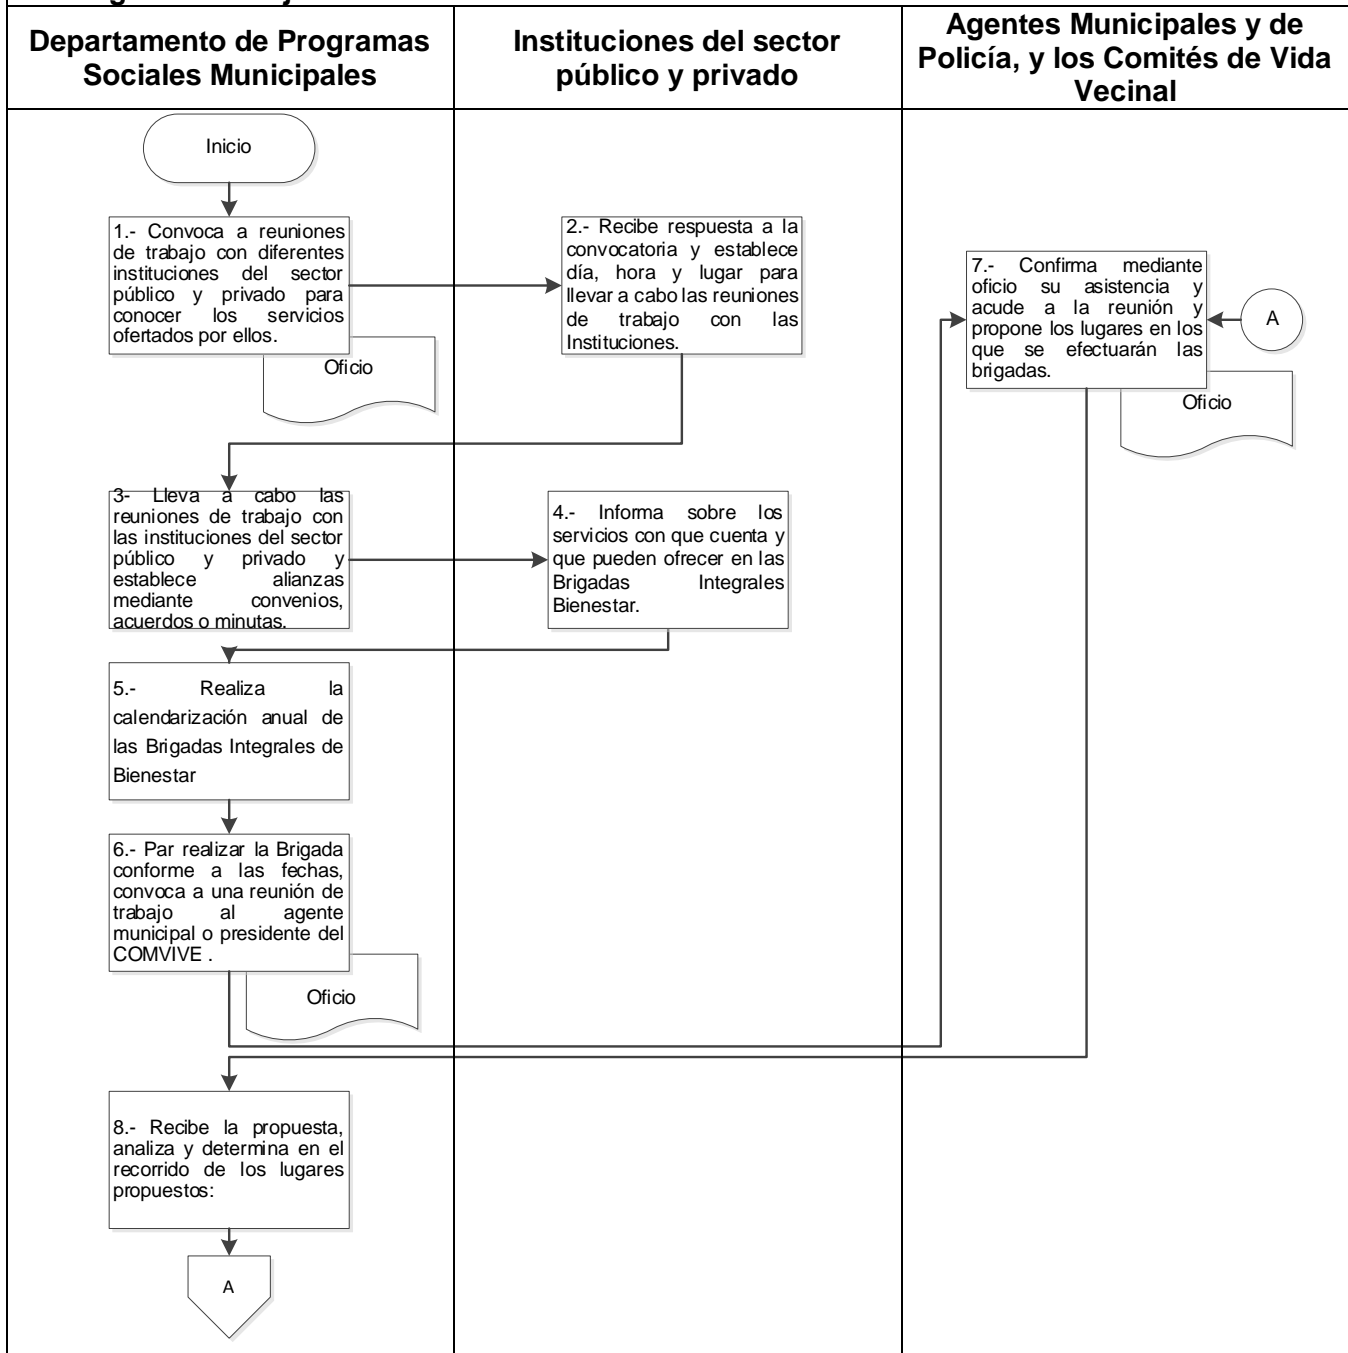 Departamento de Programas
Sociales Municipales
Instituciones del sector
público y privado
Agentes Municipales y de
Policía, y los Comités de Vida
Vecinal
Inicio
1.- Convoca a reuniones
de trabajo con diferentes
instituciones del sector
público y privado para
conocer los servicios
ofertados por ellos.
Oficio
2.- Recibe respuesta a la
convocatoria y establece
día, hora y lugar para
llevar a cabo las reuniones
de trabajo con las
Instituciones.
3- Lleva a cabo las
reuniones de trabajo con
las instituciones del sector
público y privado y
establece alianzas
mediante convenios,
acuerdos o minutas.
4.- Informa sobre los
servicios con que cuenta y
que pueden ofrecer en las
Brigadas Integrales
Bienestar.
5.- Realiza la
calendarización anual de
las Brigadas Integrales de
Bienestar
6.- Par realizar la Brigada
conforme a las fechas,
convoca a una reunión de
trabajo al agente
municipal o presidente del
COMVIVE .
Oficio
7.- Confirma mediante
oficio su asistencia y
acude a la reunión y
propone los lugares en los
que se efectuarán las
brigadas.
A
Oficio
8.- Recibe la propuesta,
analiza y determina en el
recorrido de los lugares
propuestos:
A